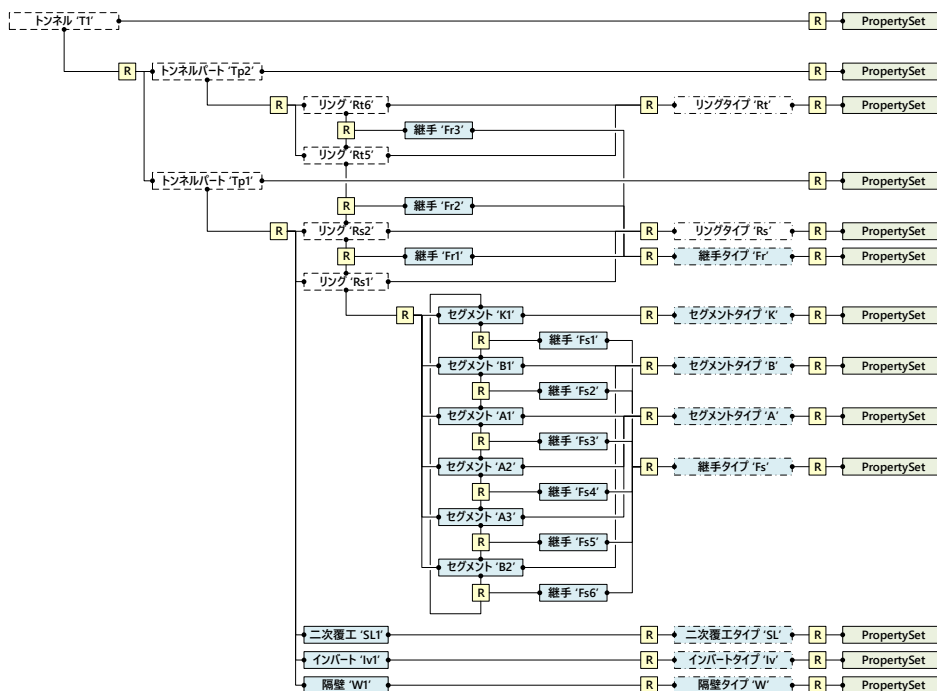 トンネル 'T1' R PropertySet
R トンネルパート 'Tp2' R PropertySet
R リング 'Rt6' R リングタイプ 'Rt' R PropertySet
R 継手 'Fr3'
リング 'Rt5'
トンネルパート 'Tp1' R PropertySet
R 継手 'Fr2'
R リング 'Rs2' R リングタイプ 'Rs' R PropertySet
R 継手 'Fr1' R 継手タイプ 'Fr' R PropertySet
リング 'Rs1'
R セグメント 'K1' R セグメントタイプ 'K' R PropertySet
R 継手 'Fs1'
セグメント 'B1' R セグメントタイプ 'B' R PropertySet
R 継手 'Fs2'
セグメント 'A1' R セグメントタイプ 'A' R PropertySet
R 継手 'Fs3'
セグメント 'A2' R 継手タイプ 'Fs' R PropertySet
R 継手 'Fs4'
セグメント 'A3'
R 継手 'Fs5'
セグメント 'B2'
R 継手 'Fs6'
二次覆工 'SL1' R 二次覆工タイプ 'SL' R PropertySet
インバート 'Iv1' R インバートタイプ 'Iv' R PropertySet
隔壁 'W1' R 隔壁タイプ 'W' R PropertySet